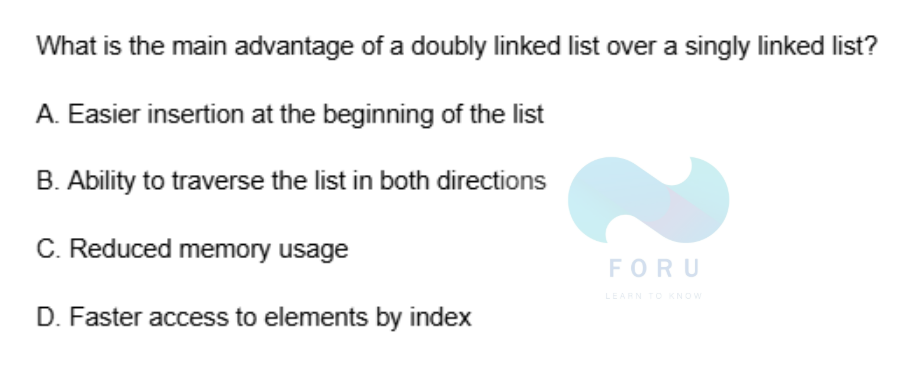 What is the main advantage of a doubly linked list over a singly linked list?
A. Easier insertion at the beginning of the list
B. Ability to traverse the list in both directions
C. Reduced memory usage
FORU
LEARN TO KNOW
D. Faster access to elements by index